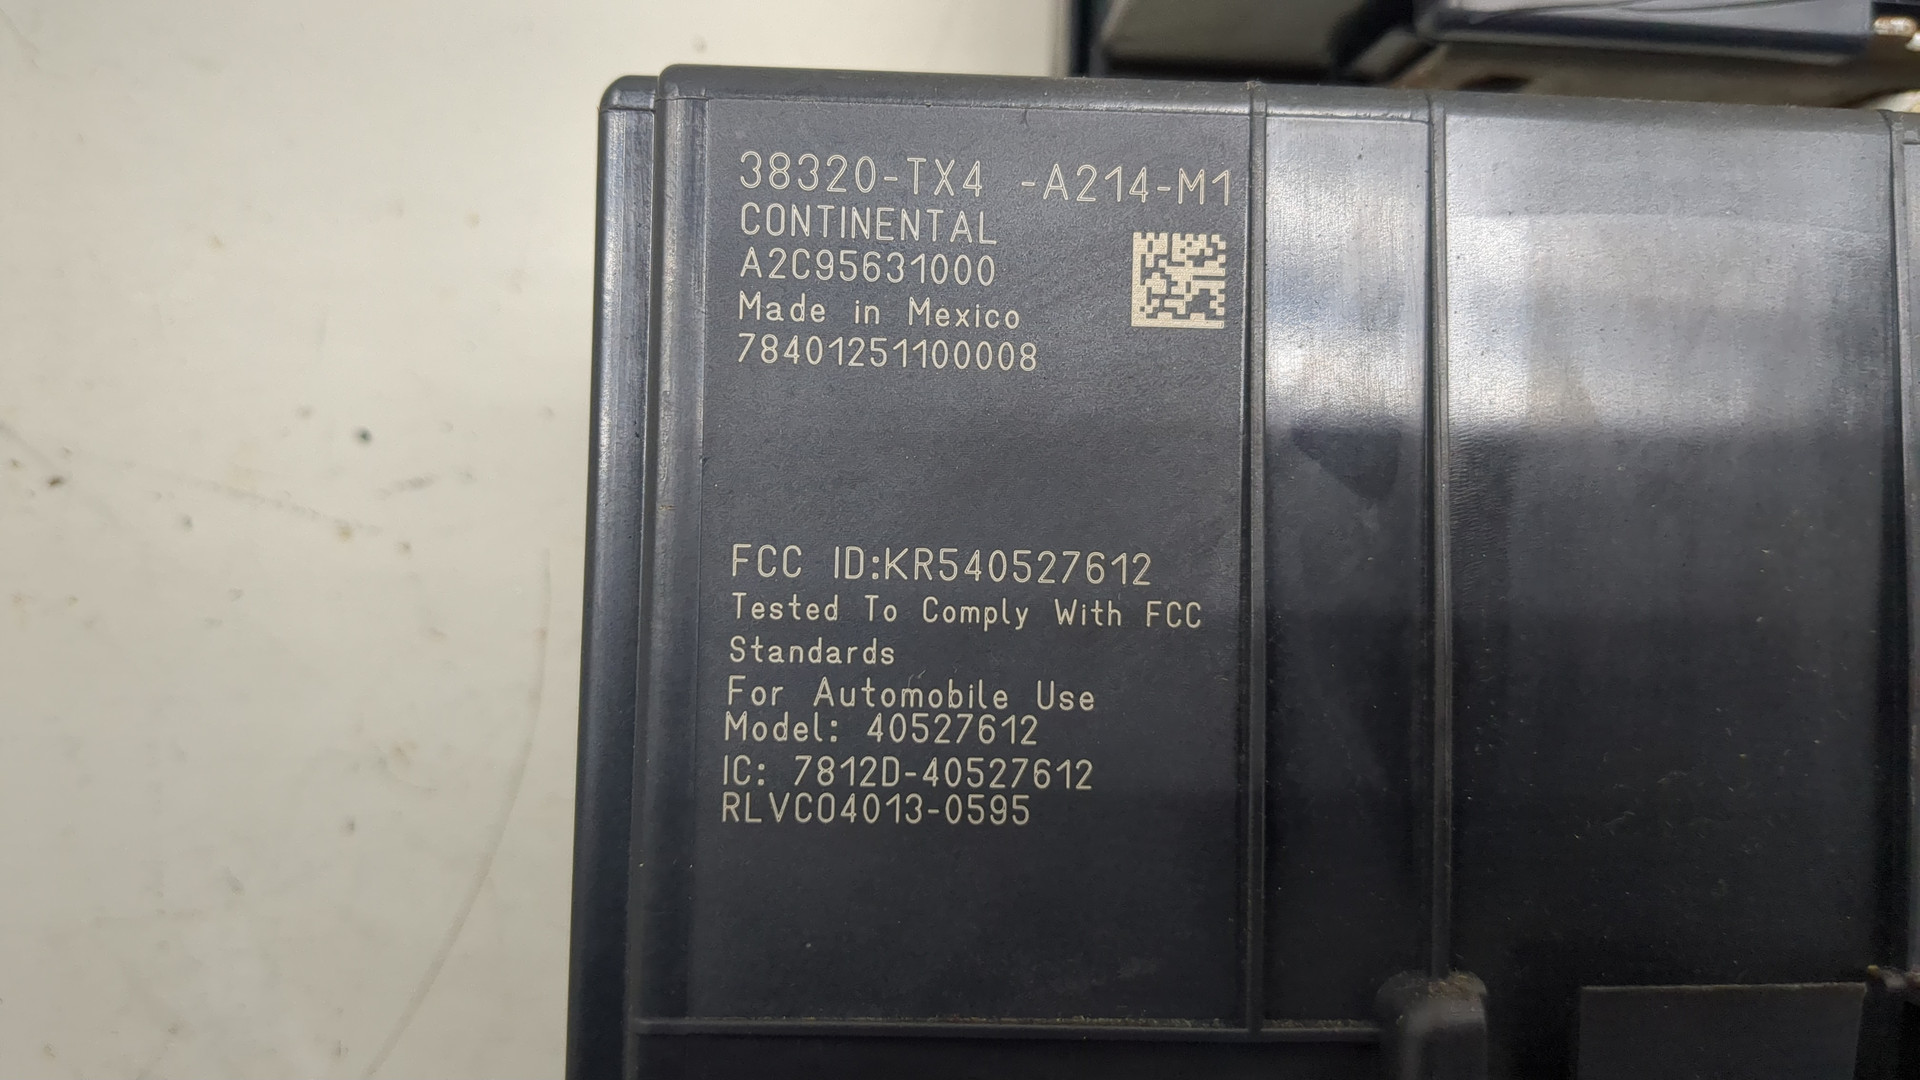 38320-TX4 -A214-M1
CONTINENTAL
A2C95631000
Made in Mexico
78401251100008
FCC ID:KR540527612
Tested To Comply With FCC
Standards
For Automobile Use
Model: 40527612
IC: 7812D-40527612
RLVCO4013-0595